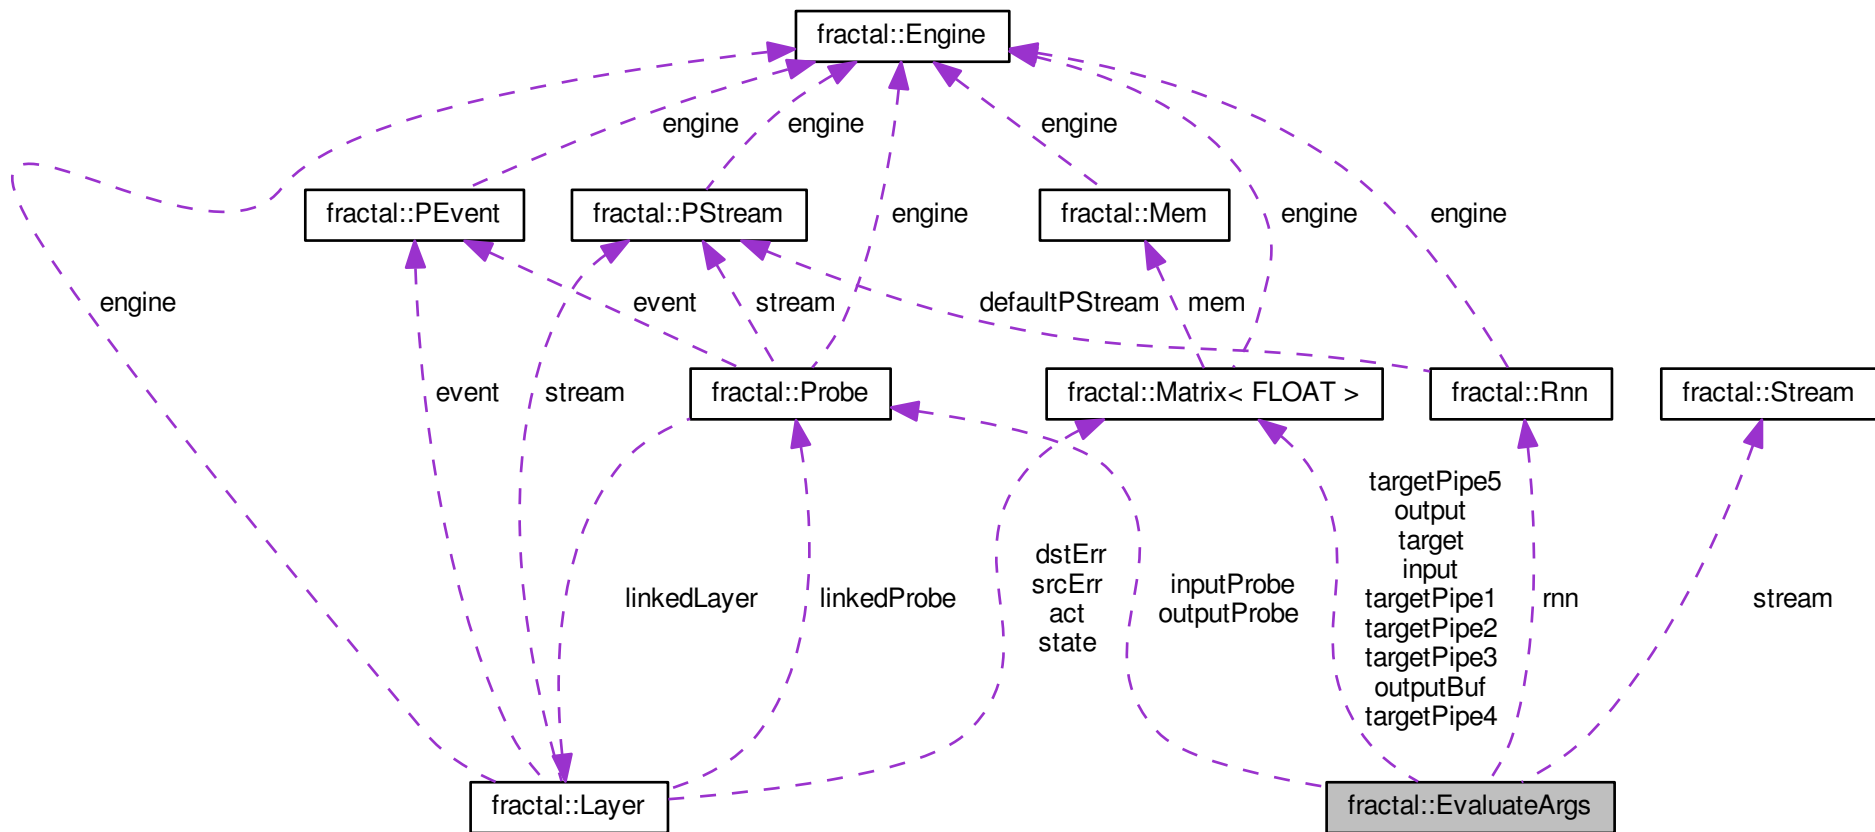 fractal::Engine
engine
engine
engine
fractal::PEvent
fractal::PStream
fractal::Mem
engine
engine
engine
engine
event
stream
defaultPStream
mem
event
stream
fractal::Probe
fractal::Matrix< FLOAT >
fractal::Rnn
fractal::Stream
linkedLayer
linkedProbe
dstErr
srcErr
act
state
inputProbe
outputProbe
targetPipe5
output
target
input
targetPipe1
targetPipe2
targetPipe3
outputBuf
targetPipe4
rnn
stream
fractal::Layer
fractal::EvaluateArgs